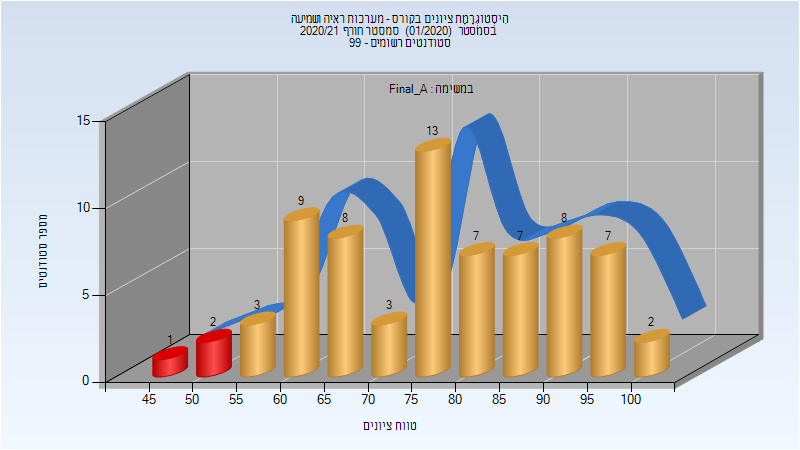 היסטוגרמת ציונים בקורס - מערכות ראיה ושמיעה
בסמסטר (01/2020) סמסטר חורף 2020/21
סטודנטים רשומים - 99
במשימה : Final_A
מספר סטודנטים
15
10
5
0
1 2 3 9 8 3 13 7 7 8 7 2
45 50 55 60 65 70 75 80 85 90 95 100
טווח ציונים